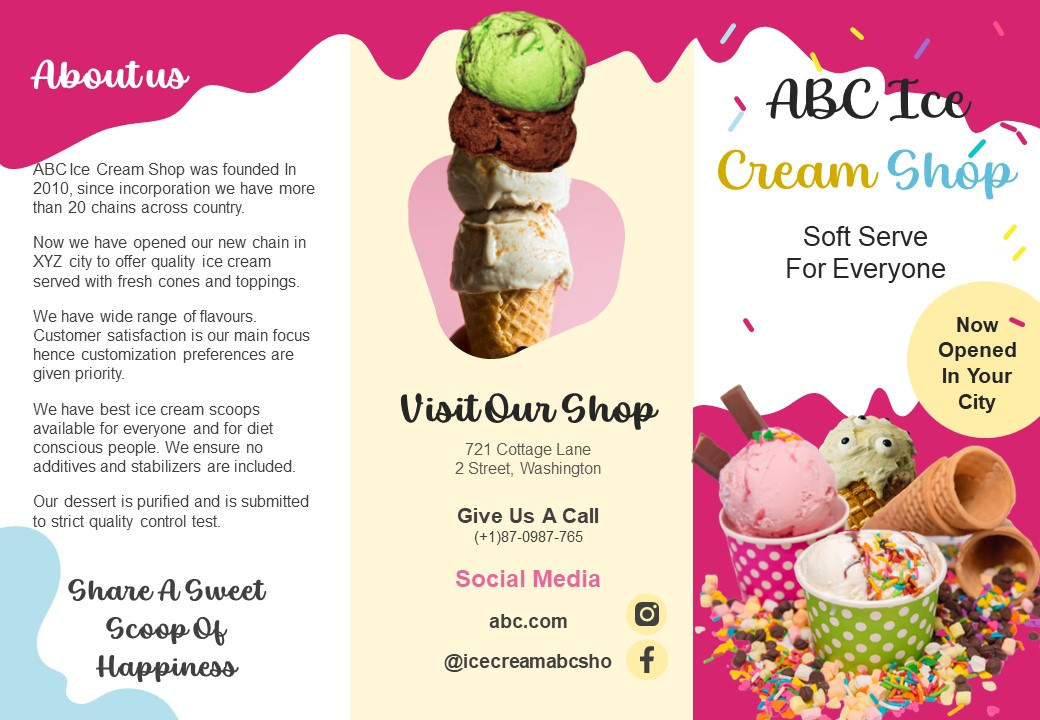 About us
ABC Ice Cream Shop was founded In
2010, since incorporation we have more
than 20 chains across country.
Now we have opened our new chain in
XYZ city to offer quality ice cream
served with fresh cones and toppings.
We have wide range of flavours.
Customer satisfaction is our main focus
hence customization preferences are
given priority.
We have best ice cream scoops
available for everyone and for diet
conscious people. We ensure no
additives and stabilizers are included.
Our dessert is purified and is submitted
to strict quality control test.
Share A Sweet
Scoop Of
Happiness
Visit Our Shop
721 Cottage Lane
2 Street, Washington
Give Us A Call
(+1)87-0987-765
Social Media
abc.com
@icecreamabcsho
ABC Ice
Cream Shop
Soft Serve
For Everyone
Now
Opened
In Your
City